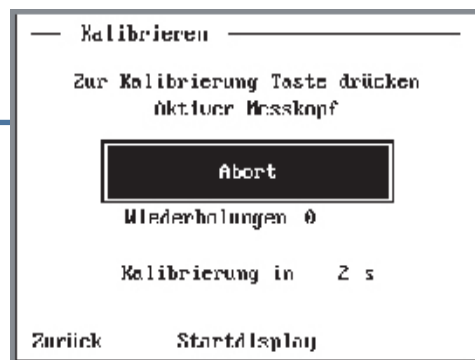 Kalibrieren
Zur Kalibrierung Taste drücken
Aktiver Messkopf
Abort
Wiederholungen 0
Kalibrierung in 2 s
Zurück Startdisplay